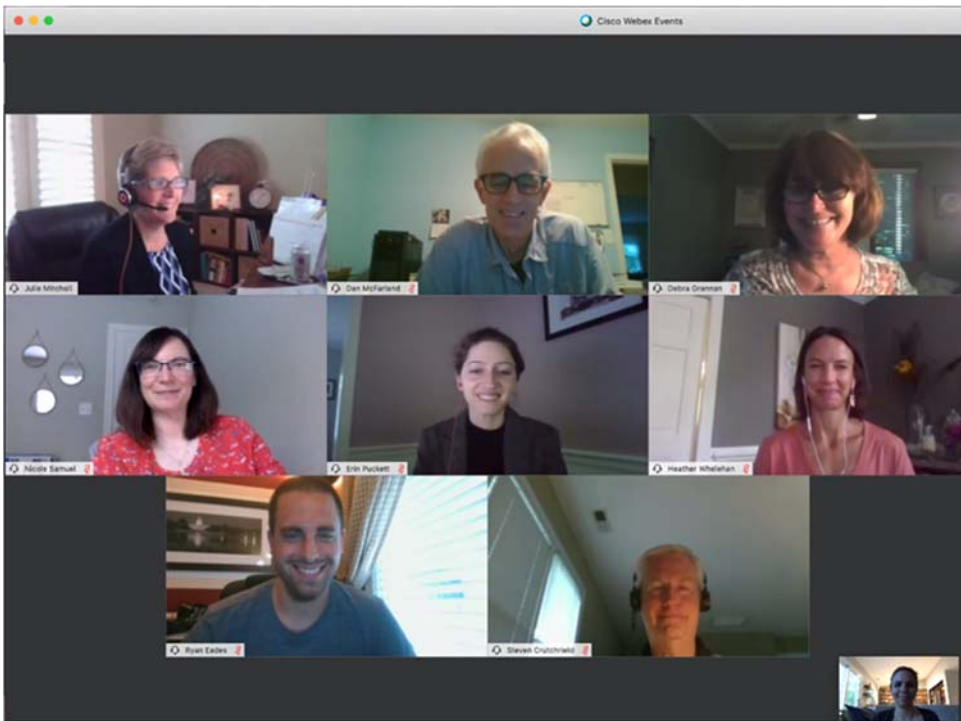 Cisco Webex Events
Julie Mitchell
Dan McFarland
Debra Grannan
Nicole Samuel
Erin Puckett
Heather Whelehan
Ryan Eades
Steven Crutchfield